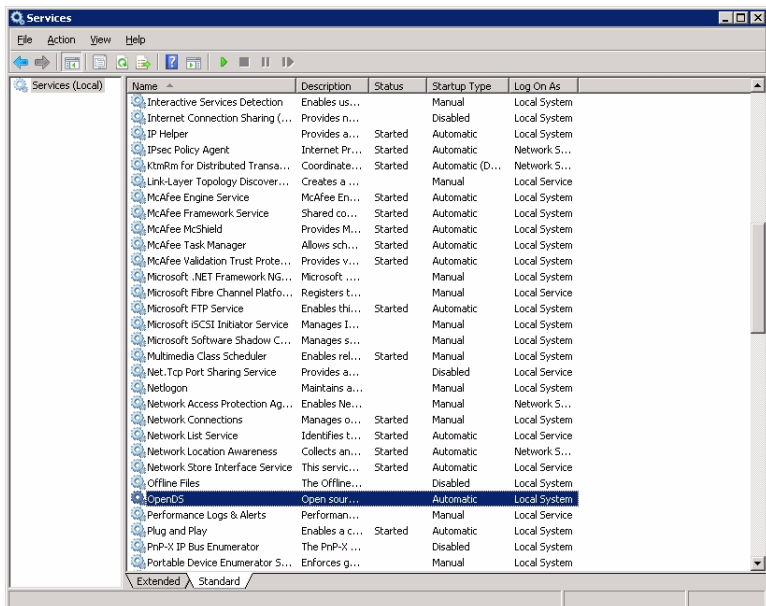 Services
File Action View Help
Services (Local)
Name Description Status Startup Type Log On As
Interactive Services Detection Enables us... Manual Local System
Internet Connection Sharing (... Provides n... Disabled Local System
IP Helper Provides a... Started Automatic Local System
IPsec Policy Agent Internet Pr... Started Automatic Network S...
KtmRm for Distributed Transa... Coordinate... Started Automatic (D... Network S...
Link-Layer Topology Discover... Creates a ... Manual Local Service
McAfee Engine Service McAfee En... Started Automatic Local System
McAfee Framework Service Shared co... Started Automatic Local System
McAfee McShield Provides M... Started Automatic Local System
McAfee Task Manager Allows sch... Started Automatic Local System
McAfee Validation Trust Prote... Provides v... Started Automatic Local System
Microsoft .NET Framework NG... Microsoft .... Manual Local System
Microsoft Fibre Channel Platfo... Registers t... Manual Local Service
Microsoft FTP Service Enables thi... Started Automatic Local System
Microsoft iSCSI Initiator Service Manages I... Manual Local System
Microsoft Software Shadow C... Manages s... Manual Local System
Multimedia Class Scheduler Enables rel... Started Manual Local System
Net.Tcp Port Sharing Service Provides a... Disabled Local Service
Netlogon Maintains a... Manual Local System
Network Access Protection Ag... Enables Ne... Manual Network S...
Network Connections Manages o... Started Manual Local System
Network List Service Identifies t... Started Automatic Local Service
Network Location Awareness Collects an... Started Automatic Network S...
Network Store Interface Service This servic... Started Automatic Local Service
Offline Files The Offline... Disabled Local System
OpenDS Open sour... Automatic Local System
Performance Logs & Alerts Performan... Manual Local Service
Plug and Play Enables a c... Started Automatic Local System
PnP-X IP Bus Enumerator The PnP-X ... Disabled Local System
Portable Device Enumerator S... Enforces g... Manual Local System
Extended Standard